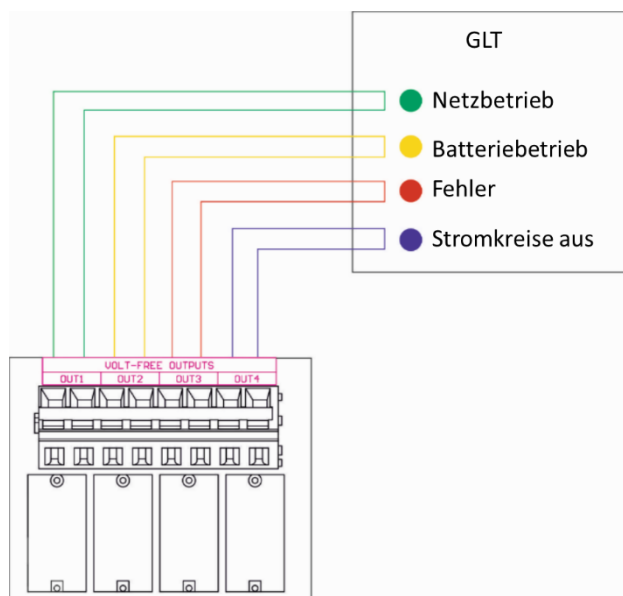 GLT
Netzbetrieb
Batteriebetrieb
Fehler
Stromkreise aus
VOLT-FREE OUTPUTS
OUT1 OUT2 OUT3 OUT4